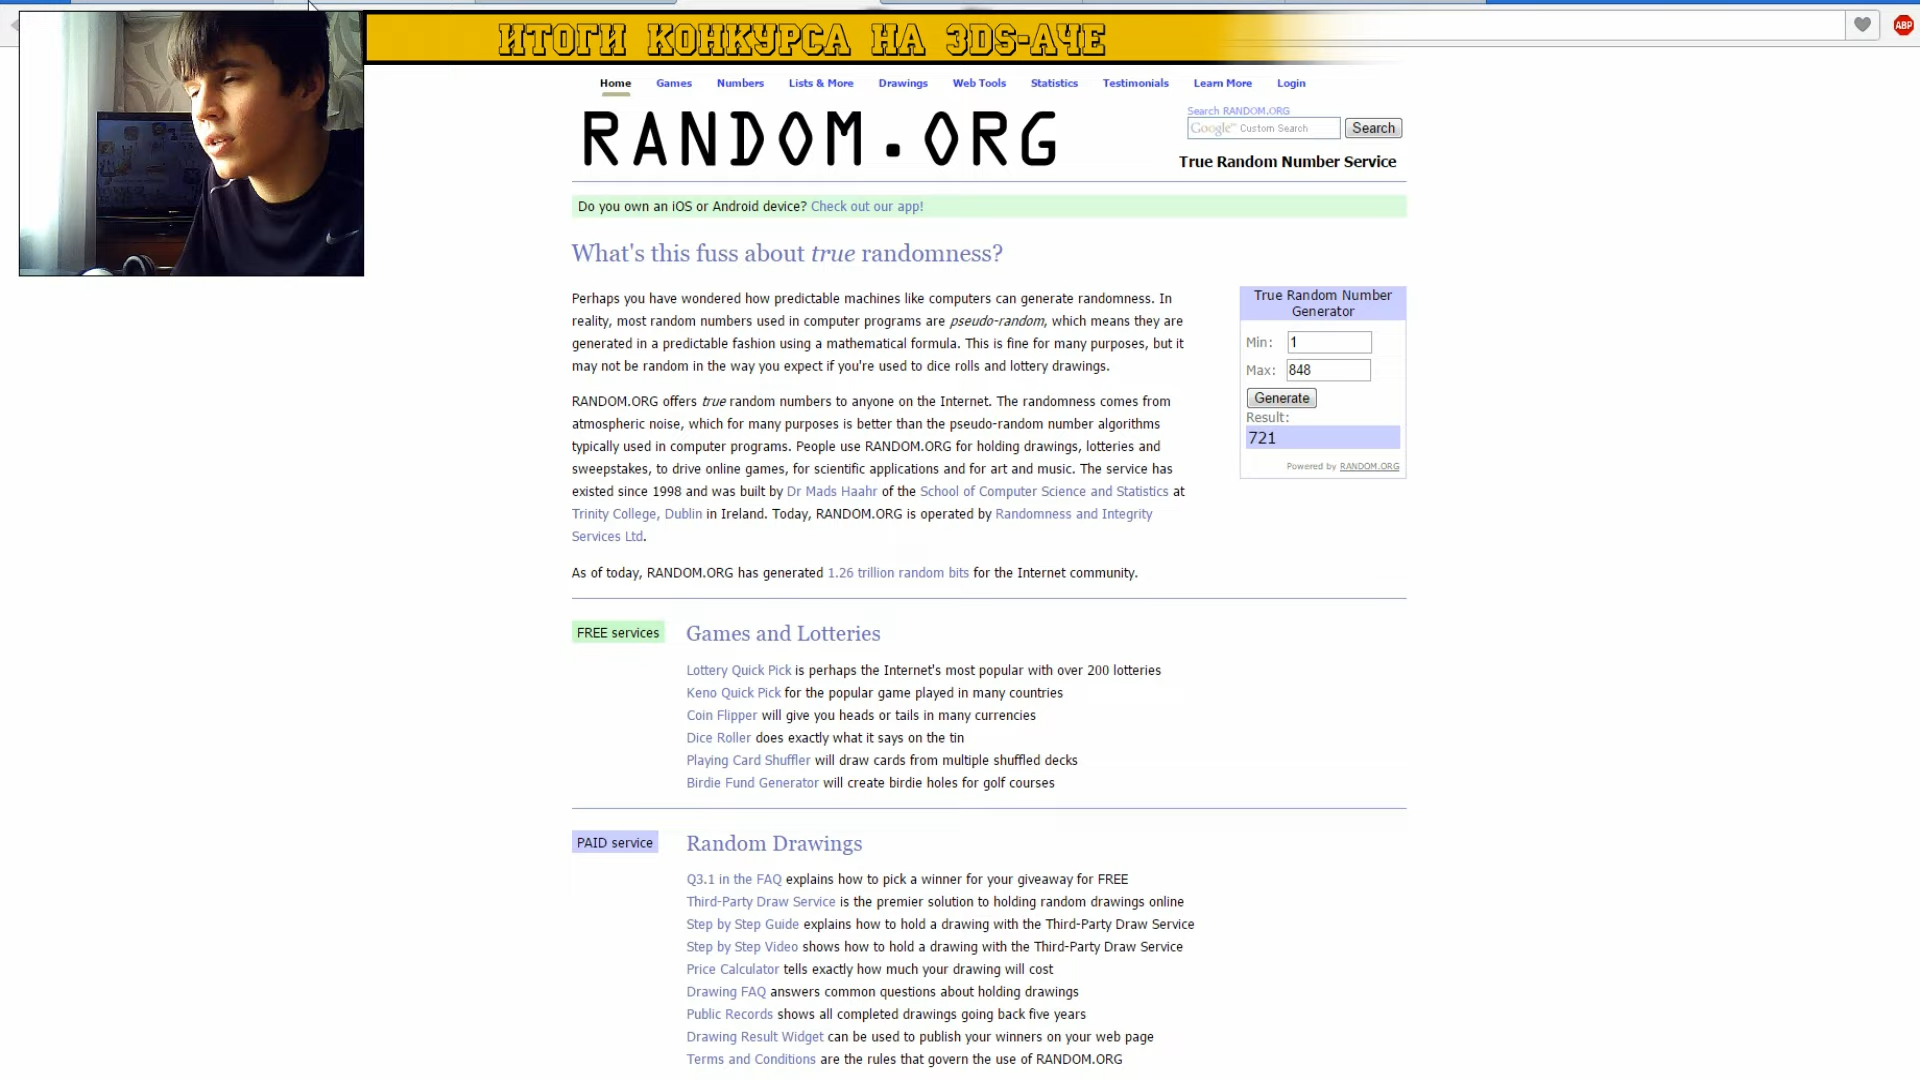 ИТОГИ КОНКУРСА НА 3DS-АЧЕ
ABP
Home Games Numbers Lists & More Drawings Web Tools Statistics Testimonials Learn More Login
RANDOM.ORG
Search RANDOM.ORG
Google™ Custom Search Search
True Random Number Service
Do you own an iOS or Android device? Check out our app!
What's this fuss about true randomness?
Perhaps you have wondered how predictable machines like computers can generate randomness. In
reality, most random numbers used in computer programs are pseudo-random, which means they are
generated in a predictable fashion using a mathematical formula. This is fine for many purposes, but it
may not be random in the way you expect if you're used to dice rolls and lottery drawings.
RANDOM.ORG offers true random numbers to anyone on the Internet. The randomness comes from
atmospheric noise, which for many purposes is better than the pseudo-random number algorithms
typically used in computer programs. People use RANDOM.ORG for holding drawings, lotteries and
sweepstakes, to drive online games, for scientific applications and for art and music. The service has
existed since 1998 and was built by Dr Mads Haahr of the School of Computer Science and Statistics at
Trinity College, Dublin in Ireland. Today, RANDOM.ORG is operated by Randomness and Integrity
Services Ltd.
As of today, RANDOM.ORG has generated 1.26 trillion random bits for the Internet community.
True Random Number
Generator
Min: 1
Max: 848
Generate
Result:
721
Powered by RANDOM.ORG
FREE services
Games and Lotteries
Lottery Quick Pick is perhaps the Internet's most popular with over 200 lotteries
Keno Quick Pick for the popular game played in many countries
Coin Flipper will give you heads or tails in many currencies
Dice Roller does exactly what it says on the tin
Playing Card Shuffler will draw cards from multiple shuffled decks
Birdie Fund Generator will create birdie holes for golf courses
PAID service
Random Drawings
Q3.1 in the FAQ explains how to pick a winner for your giveaway for FREE
Third-Party Draw Service is the premier solution to holding random drawings online
Step by Step Guide explains how to hold a drawing with the Third-Party Draw Service
Step by Step Video shows how to hold a drawing with the Third-Party Draw Service
Price Calculator tells exactly how much your drawing will cost
Drawing FAQ answers common questions about holding drawings
Public Records shows all completed drawings going back five years
Drawing Result Widget can be used to publish your winners on your web page
Terms and Conditions are the rules that govern the use of RANDOM.ORG